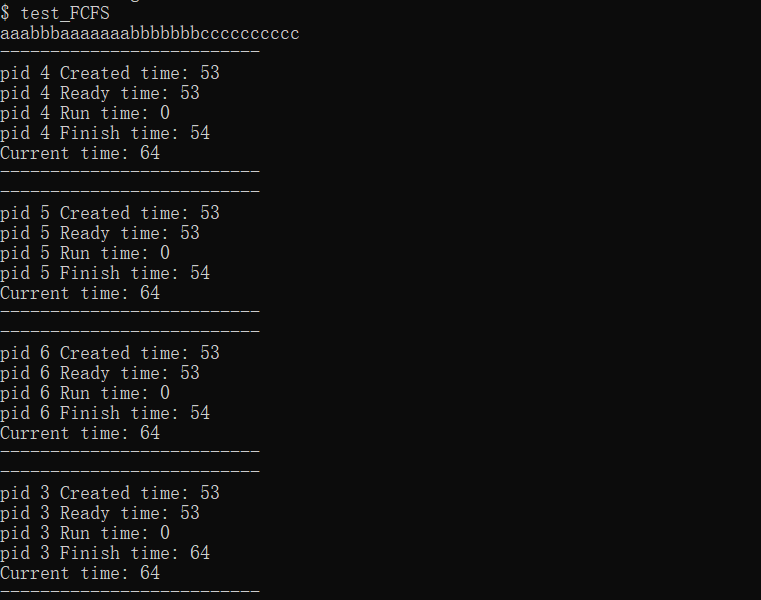 $ test_FCFS
aaabbbaaaaaaabbbbbbbcccccccccc
--------------------------
pid 4 Created time: 53
pid 4 Ready time: 53
pid 4 Run time: 0
pid 4 Finish time: 54
Current time: 64
--------------------------
--------------------------
pid 5 Created time: 53
pid 5 Ready time: 53
pid 5 Run time: 0
pid 5 Finish time: 54
Current time: 64
--------------------------
--------------------------
pid 6 Created time: 53
pid 6 Ready time: 53
pid 6 Run time: 0
pid 6 Finish time: 54
Current time: 64
--------------------------
--------------------------
pid 3 Created time: 53
pid 3 Ready time: 53
pid 3 Run time: 0
pid 3 Finish time: 64
Current time: 64
--------------------------